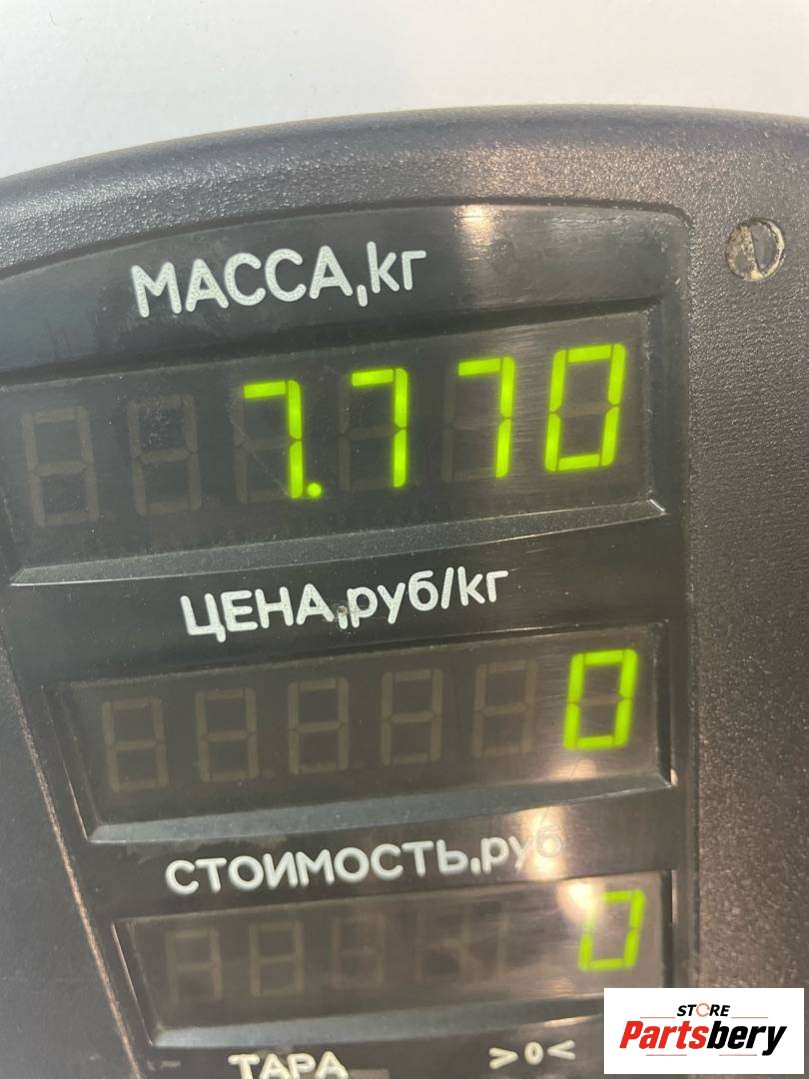 МАССА,кг
7.770
ЦЕНА,руб/кг
0
СТОИМОСТЬ,руб
0
ТАРА
>0<
STORE
Partsbery